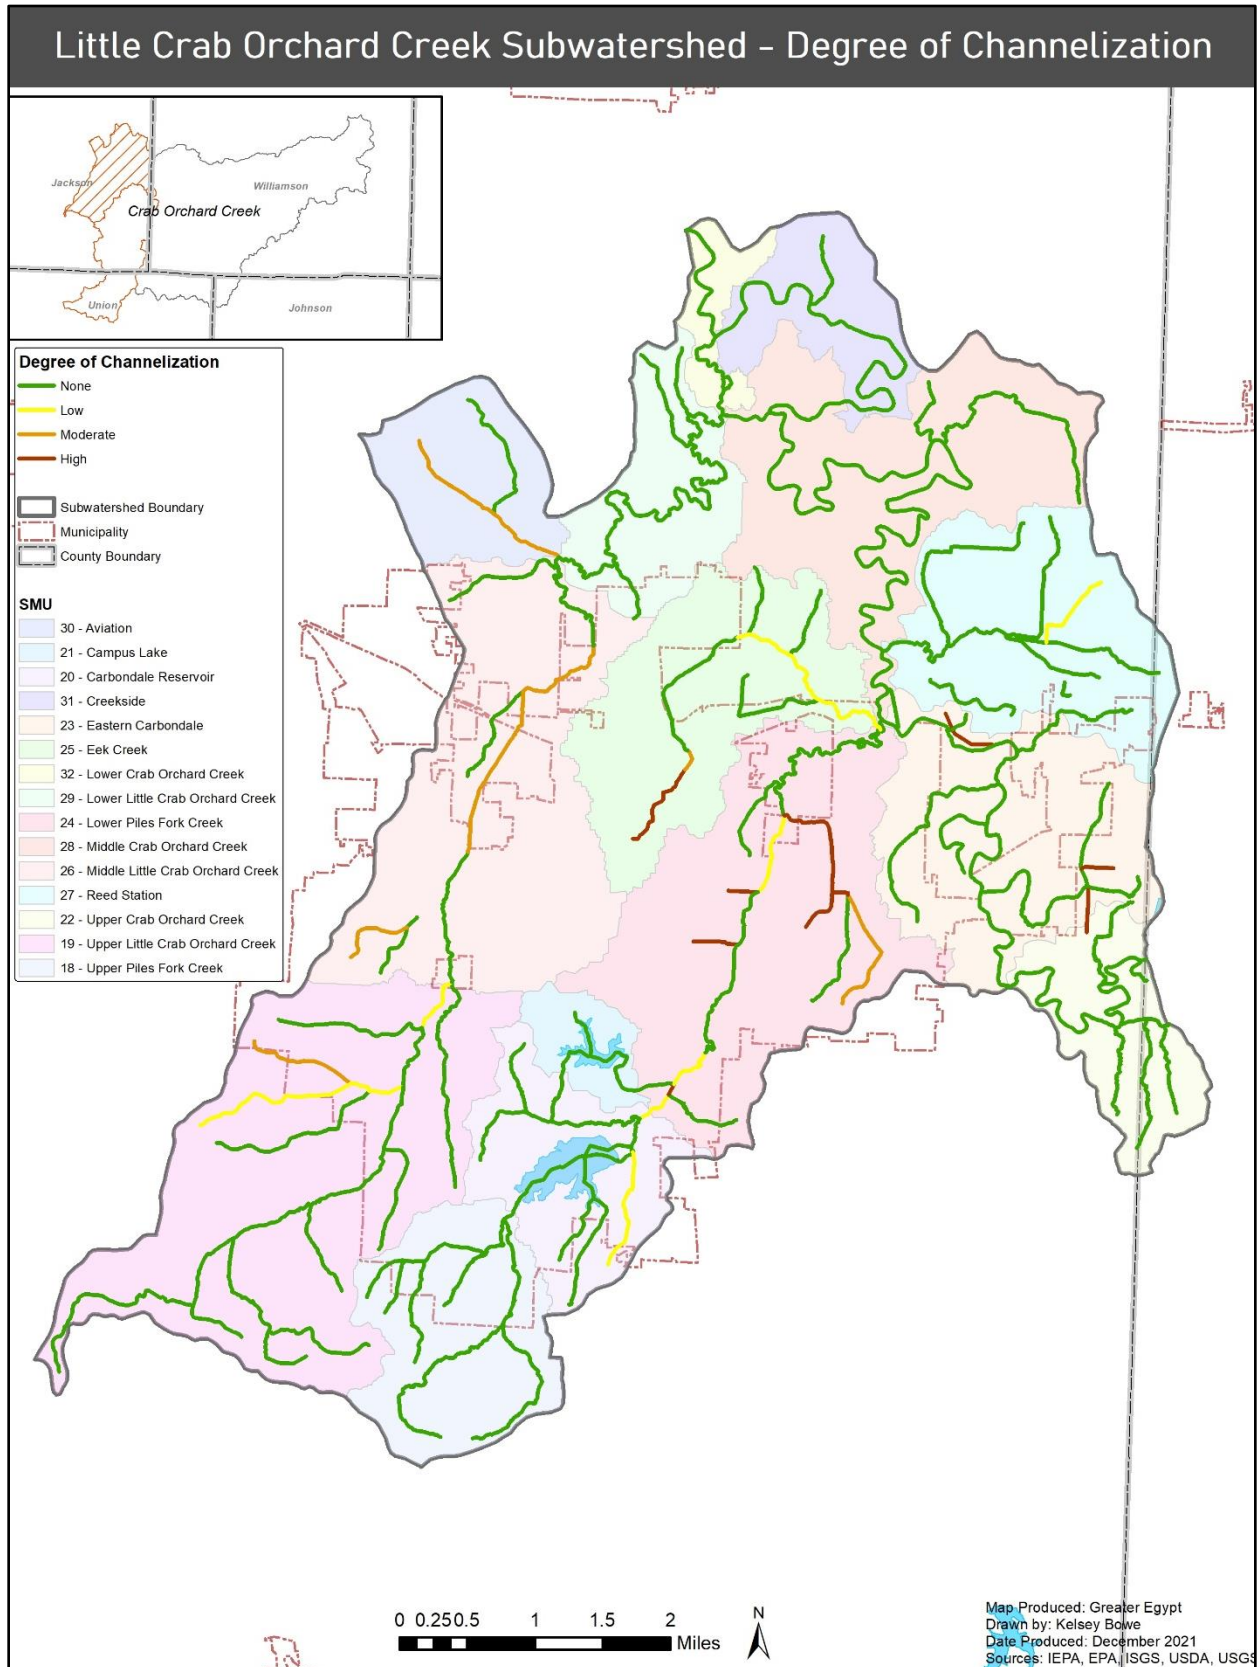 Little Crab Orchard Creek Subwatershed - Degree of Channelization
Jackson
Williamson
Crab Orchard Creek
Union
Johnson
Degree of Channelization
None
Low
Moderate
High
Subwatershed Boundary
Municipality
County Boundary
SMU
30 - Aviation
21 - Campus Lake
20 - Carbondale Reservoir
31 - Creekside
23 - Eastern Carbondale
25 - Eek Creek
32 - Lower Crab Orchard Creek
29 - Lower Little Crab Orchard Creek
24 - Lower Piles Fork Creek
28 - Middle Crab Orchard Creek
26 - Middle Little Crab Orchard Creek
27 - Reed Station
22 - Upper Crab Orchard Creek
19 - Upper Little Crab Orchard Creek
18 - Upper Piles Fork Creek
0 0.25 0.5 1 1.5 2
Miles
N
Map Produced: Greater Egypt
Drawn by: Kelsey Bowe
Date Produced: December 2021
Sources: IEPA, EPA, ISGS, USDA, USGS